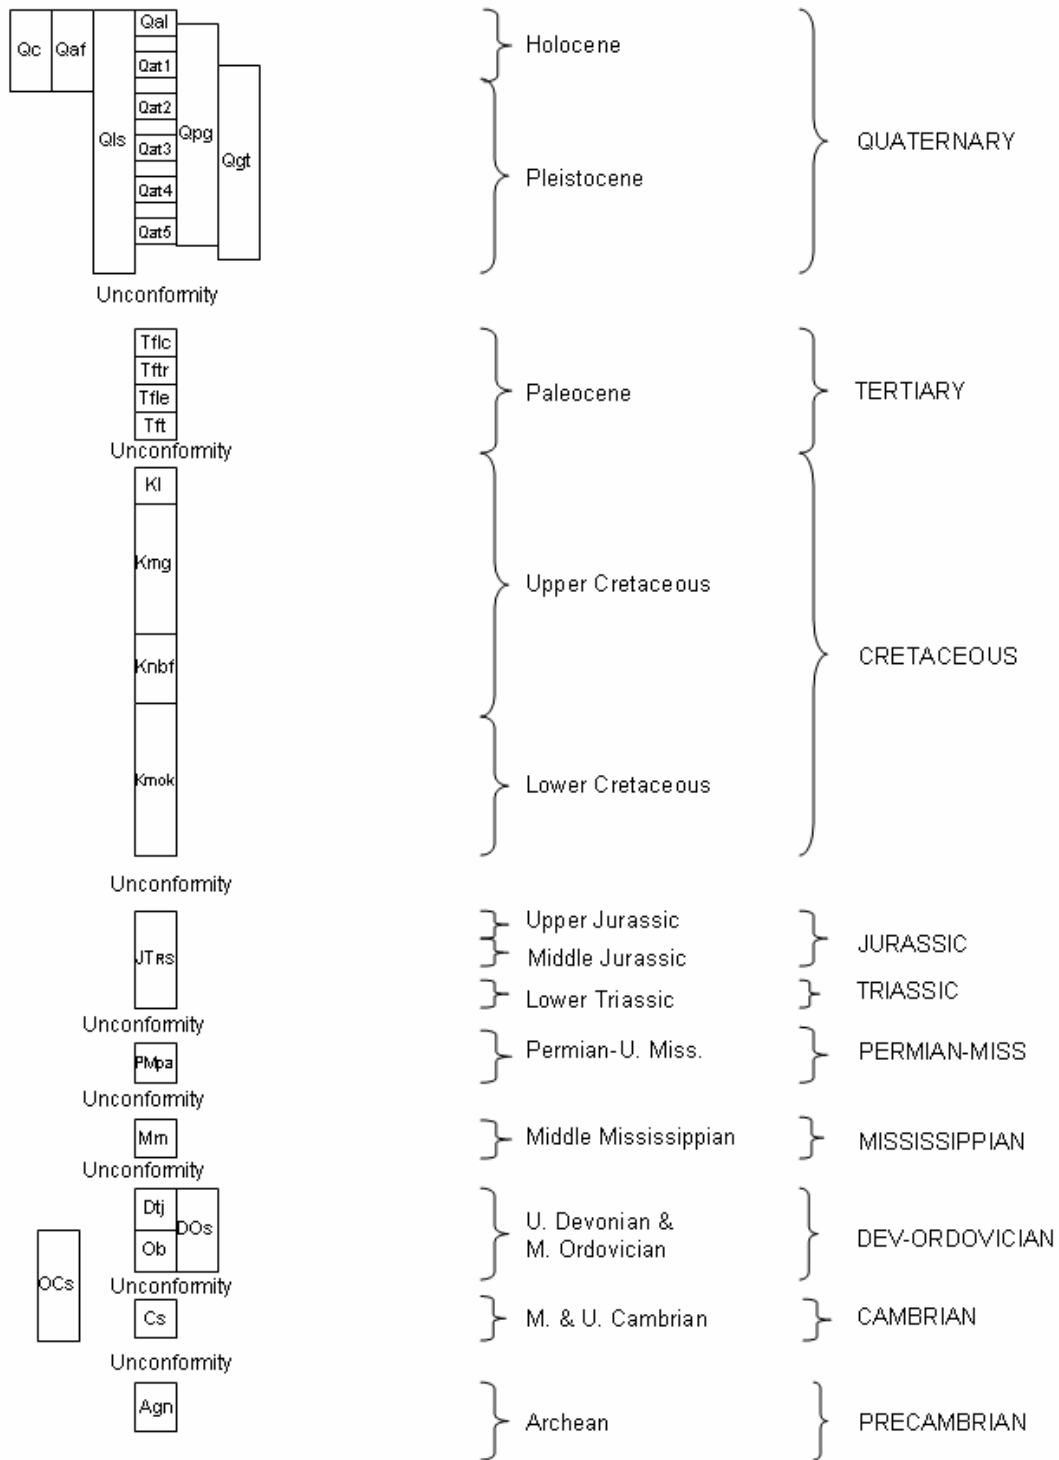 Qal
Qc Qaf Holocene
Qat1
Qat2
Qls Qpg QUATERNARY
Qat3
Qgt
Qat4 Pleistocene
Qat5
Unconformity
Tflc
Tftr
Tfle Paleocene TERTIARY
Tft
Unconformity
Kl
Kmg
Upper Cretaceous
Knbf CRETACEOUS
Kmok Lower Cretaceous
Unconformity
Upper Jurassic
JTRS Middle Jurassic JURASSIC
Lower Triassic TRIASSIC
Unconformity
PMpa Permian-U. Miss. PERMIAN-MISS
Unconformity
Mm Middle Mississippian MISSISSIPPIAN
Unconformity
Dtj
DOs U. Devonian & DEV-ORDOVICIAN
Ob M. Ordovician
OCs
Unconformity
Cs M. & U. Cambrian CAMBRIAN
Unconformity
Agn Archean PRECAMBRIAN